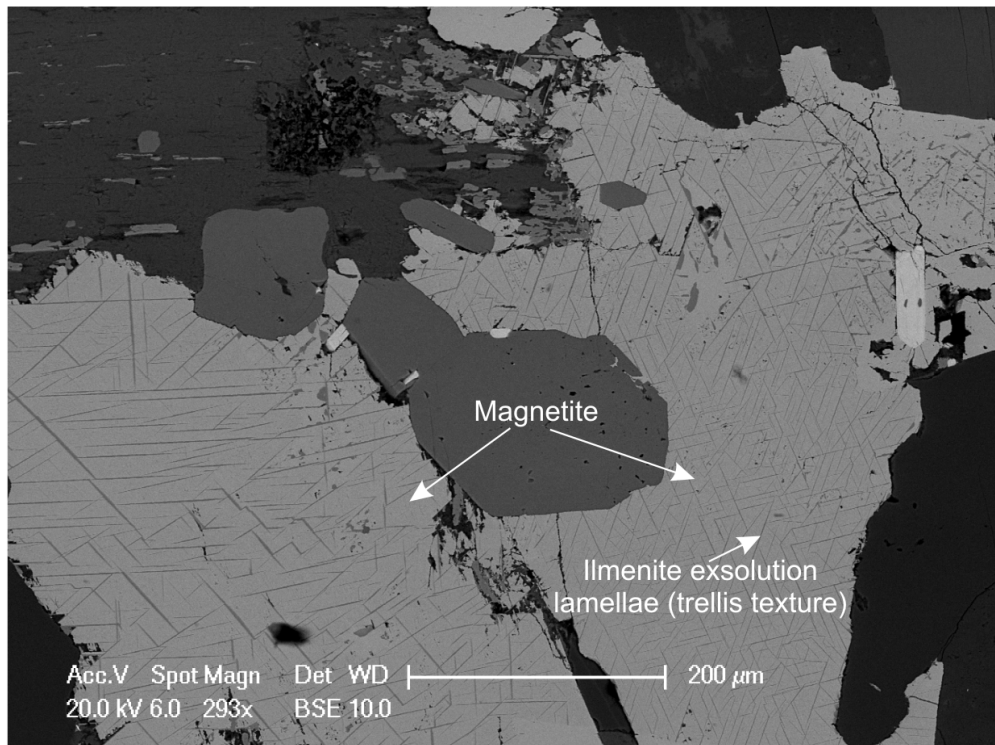 Magnetite
Ilmenite exsolution
lamellae (trellis texture)
Acc.V Spot Magn Det WD 200 µm
20.0 kV 6.0 293x BSE 10.0